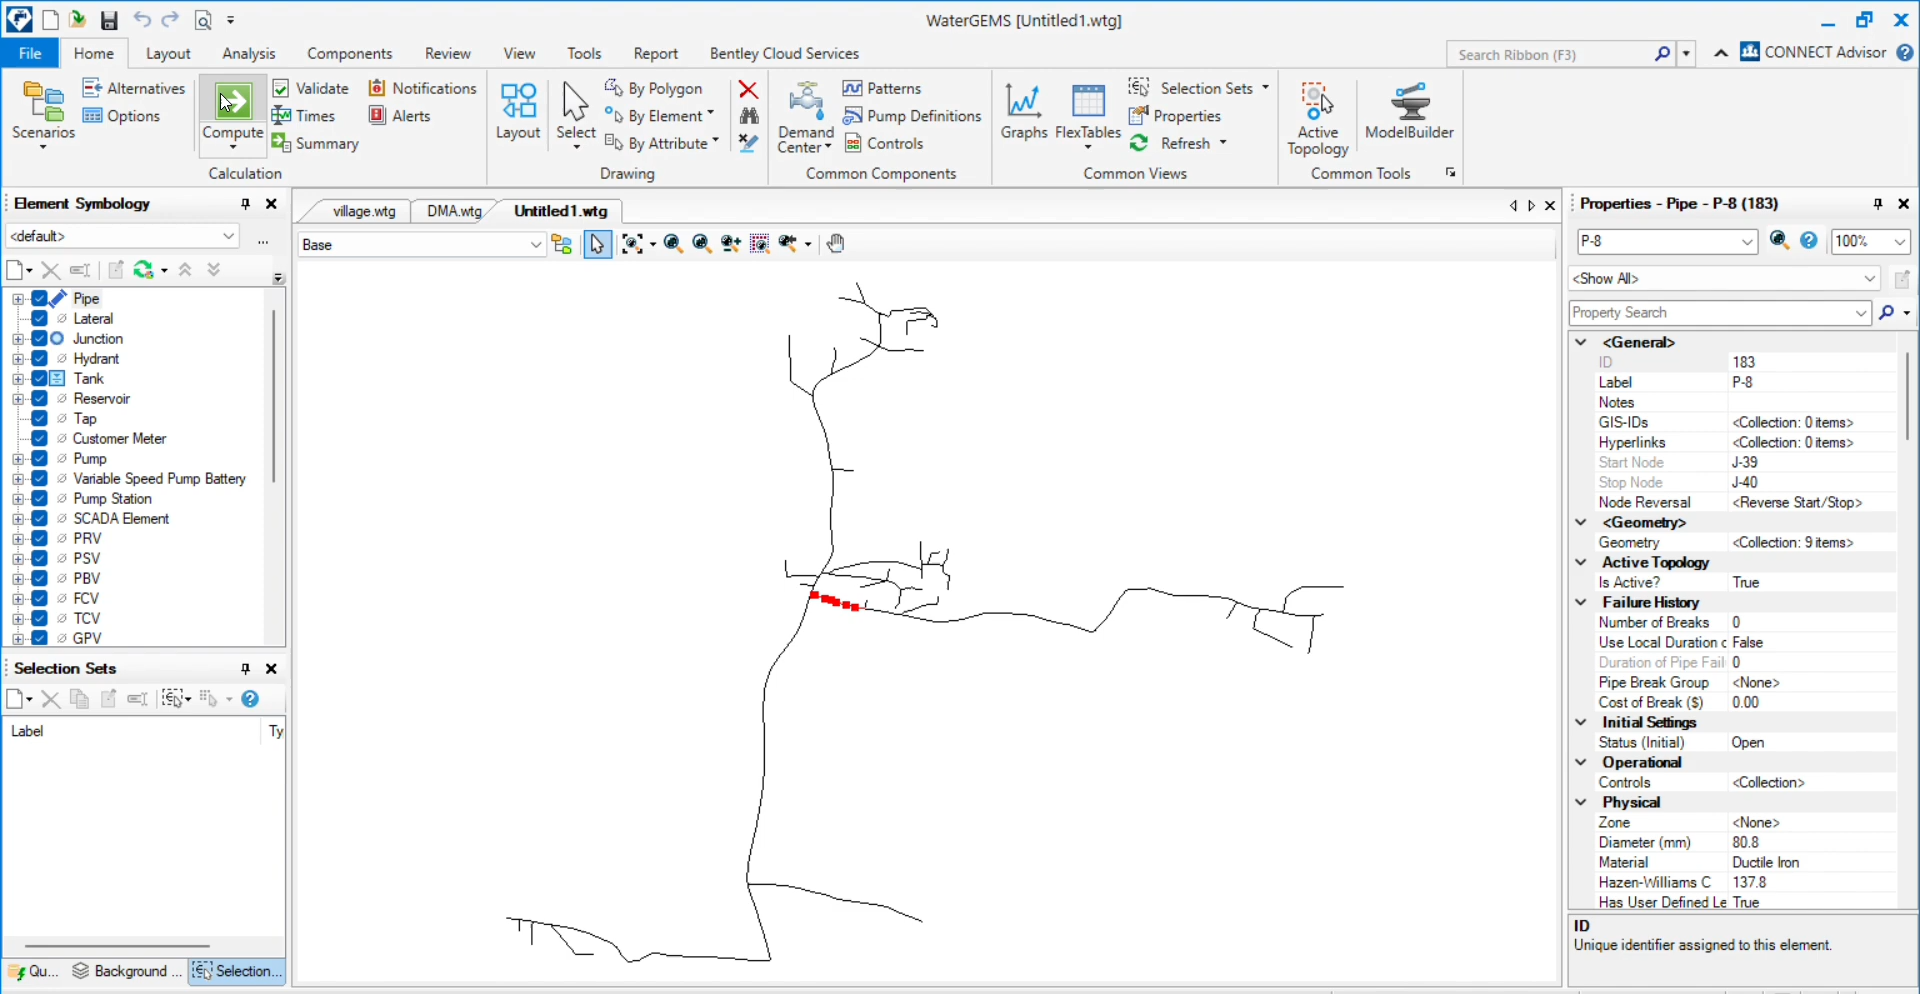 WaterGEMS [Untitled1.wtg]
File Home Layout Analysis Components Review View Tools Report Bentley Cloud Services Search Ribbon (F3) CONNECT Advisor
Scenarios
Alternatives
Options
Compute
Validate
Times
Summary
Notifications
Alerts
Calculation
Layout
Select
By Polygon
By Element
By Attribute
Drawing
Demand
Center
Patterns
Pump Definitions
Controls
Common Components
Graphs
FlexTables
Selection Sets
Properties
Refresh
Common Views
Active
Topology
ModelBuilder
Common Tools
Element Symbology
<default>
...
Pipe
Lateral
Junction
Hydrant
Tank
Reservoir
Tap
Customer Meter
Pump
Variable Speed Pump Battery
Pump Station
SCADA Element
PRV
PSV
PBV
FCV
TCV
GPV
Selection Sets
Label Ty
Qu... Background ... Selection...
village.wtg DMA.wtg Untitled1.wtg
Base
Properties - Pipe - P-8 (183)
P-8 100%
<Show All>
Property Search
<General>
ID 183
Label P-8
Notes
GIS-IDs <Collection: 0 items>
Hyperlinks <Collection: 0 items>
Start Node J-39
Stop Node J-40
Node Reversal <Reverse Start/Stop>
<Geometry>
Geometry <Collection: 9 items>
Active Topology
Is Active? True
Failure History
Number of Breaks 0
Use Local Duration o False
Duration of Pipe Fail 0
Pipe Break Group <None>
Cost of Break ($) 0.00
Initial Settings
Status (Initial) Open
Operational
Controls <Collection>
Physical
Zone <None>
Diameter (mm) 80.8
Material Ductile Iron
Hazen-Williams C 137.8
Has User Defined Le True
ID
Unique identifier assigned to this element.